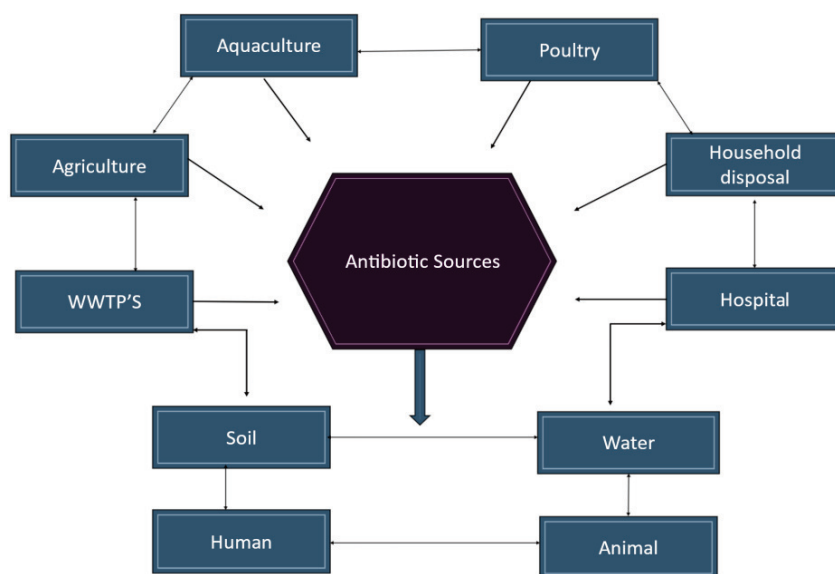 Aquaculture
Poultry
Agriculture
Household
disposal
Antibiotic Sources
WWTP'S
Hospital
Soil
Water
Human
Animal